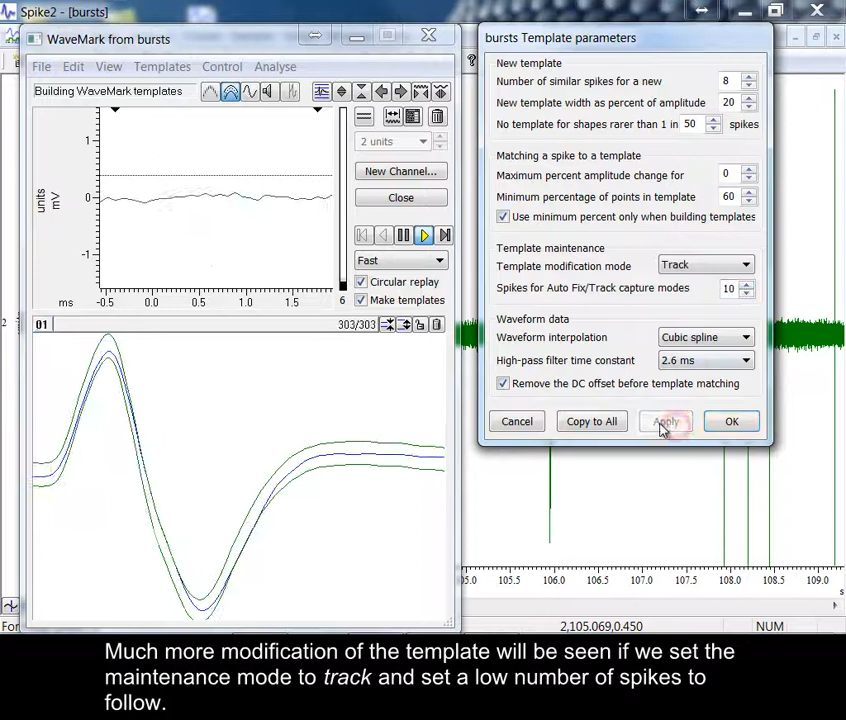 Spike2 - [bursts]
WaveMark from bursts
File Edit View Templates Control Analyse
Building WaveMark templates
1
0
-1
units
mV
ms
-0.5 0.0 0.5 1.0 1.5
2 units
New Channel...
Close
Fast
Circular replay
6 Make templates
01 303/303
bursts Template parameters
New template
Number of similar spikes for a new 8
New template width as percent of amplitude 20
No template for shapes rarer than 1 in 50 spikes
Matching a spike to a template
Maximum percent amplitude change for 0
Minimum percentage of points in template 60
Use minimum percent only when building templates
Template maintenance
Template modification mode Track
Spikes for Auto Fix/Track capture modes 10
Waveform data
Waveform interpolation Cubic spline
High-pass filter time constant 2.6 ms
Remove the DC offset before template matching
Cancel Copy to All Apply OK
2
105.5 106.0 106.5 107.0 107.5 108.0 108.5 109.0
s
2,105.069,0.450 NUM
Much more modification of the template will be seen if we set the
maintenance mode to track and set a low number of spikes to
follow.